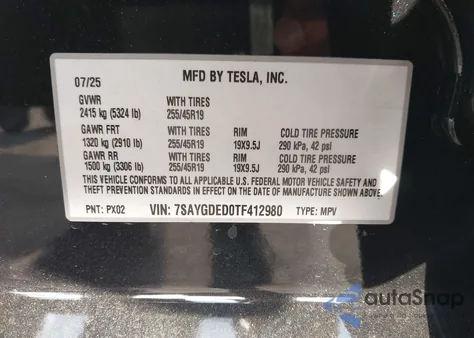 07/25 MFD BY TESLA, INC.
GVWR WITH TIRES
2415 kg (5324 lb) 255/45R19
GAWR FRT WITH TIRES RIM COLD TIRE PRESSURE
1320 kg (2910 lb) 255/45R19 19X9.5J 290 kPa, 42 psi
GAWR RR WITH TIRES RIM COLD TIRE PRESSURE
1500 kg (3306 lb) 255/45R19 19X9.5J 290 kPa, 42 psi
THIS VEHICLE CONFORMS TO ALL APPLICABLE U.S. FEDERAL MOTOR VEHICLE SAFETY AND
THEFT PREVENTION STANDARDS IN EFFECT ON THE DATE OF MANUFACTURE SHOWN ABOVE.
PNT: PX02 VIN: 7SAYGDED0TF412980 TYPE: MPV
autoSnap